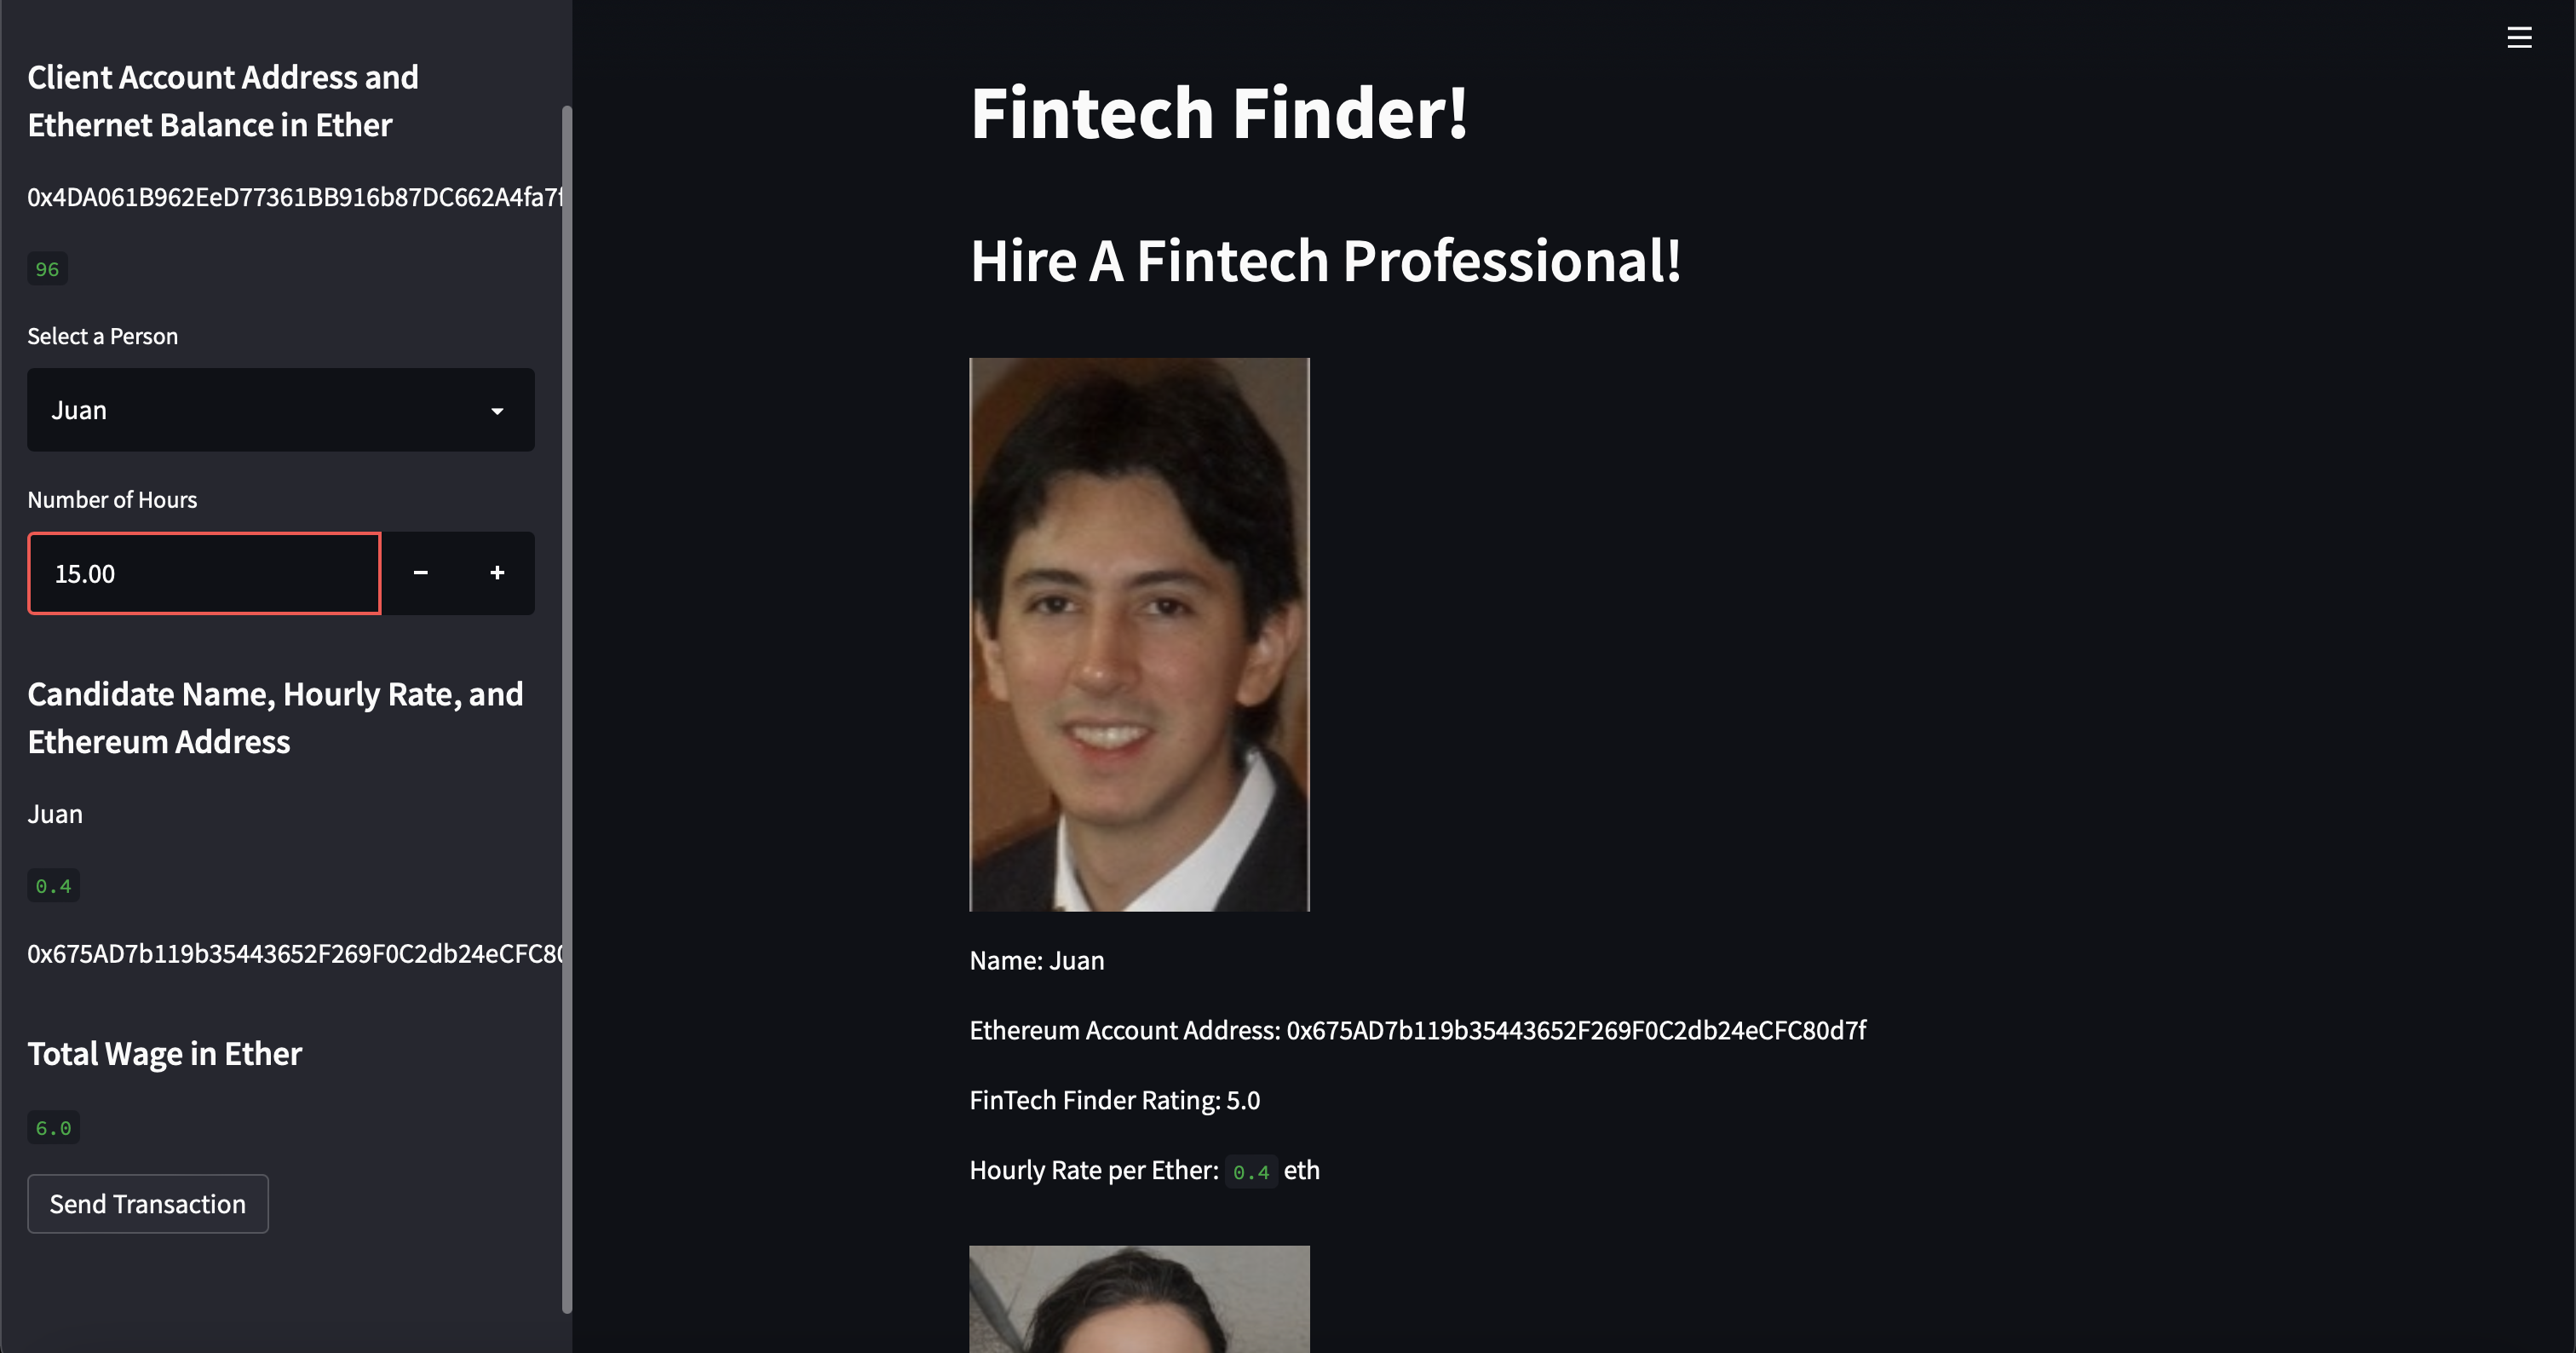 Client Account Address and
Ethernet Balance in Ether
0x4DA061B962EeD77361BB916b87DC662A4fa7f
96
Select a Person
Juan
Number of Hours
15.00
Candidate Name, Hourly Rate, and
Ethereum Address
Juan
0.4
0x675AD7b119b35443652F269F0C2db24eCFC80
Total Wage in Ether
6.0
Send Transaction
Fintech Finder!
Hire A Fintech Professional!
Name: Juan
Ethereum Account Address: 0x675AD7b119b35443652F269F0C2db24eCFC80d7f
FinTech Finder Rating: 5.0
Hourly Rate per Ether: 0.4 eth